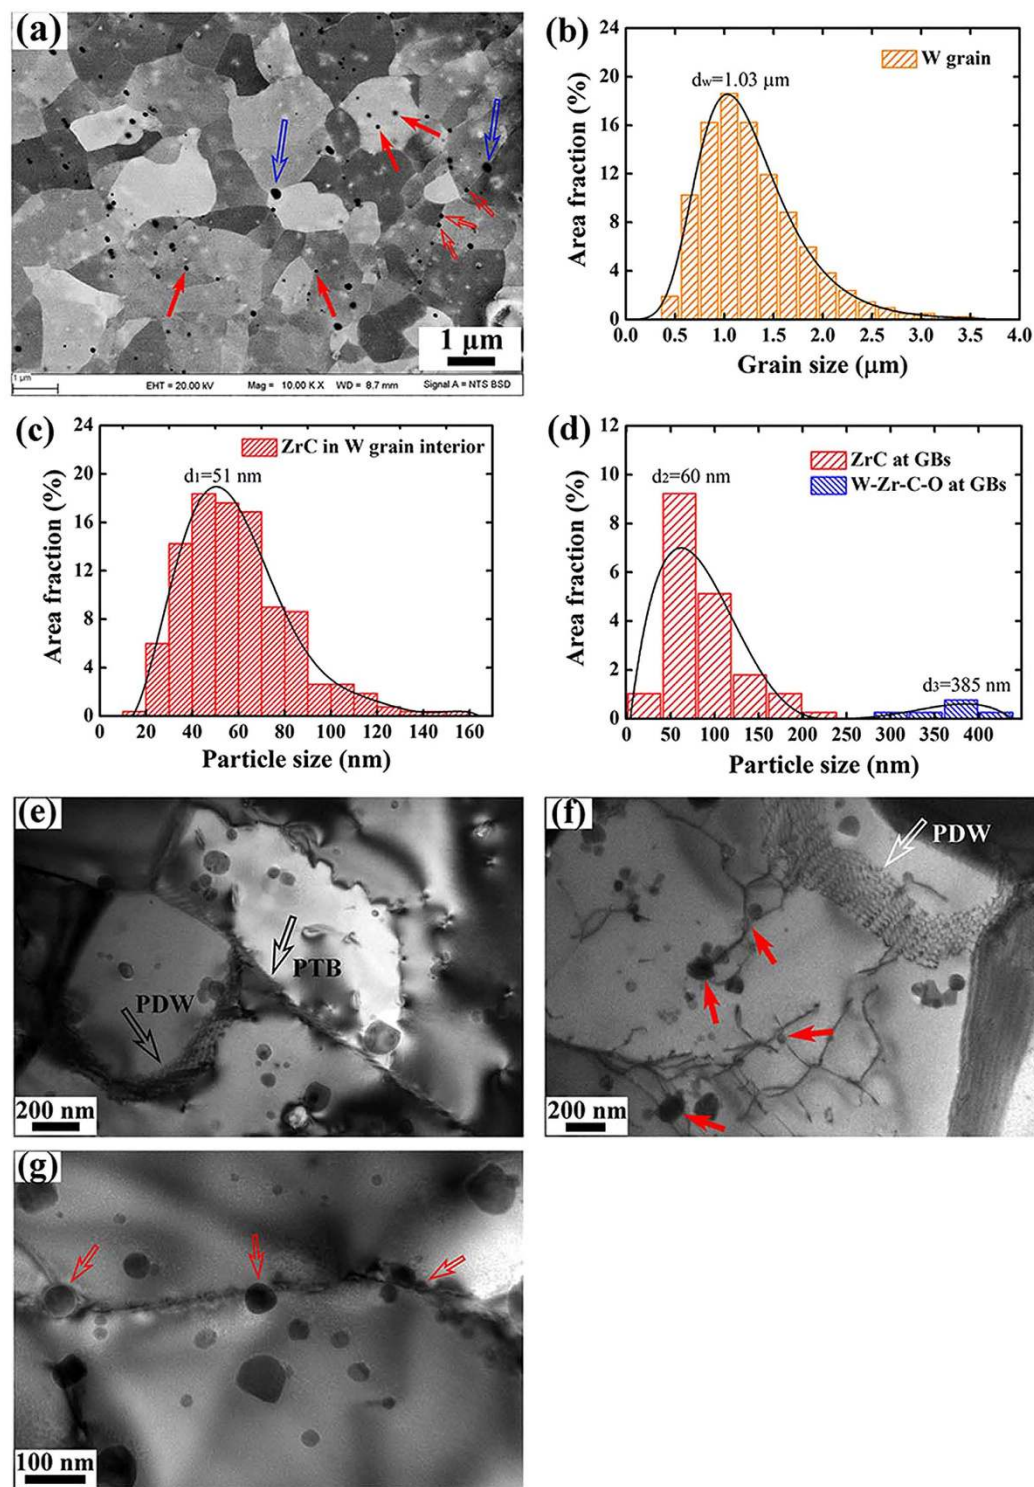 (a)
1 μm
1 μm
EHT = 20.00 kV Mag = 10.00 K X WD = 8.7 mm Signal A = NTS BSD
(b)
W grain
dw=1.03 μm
Area fraction (%)
24
20
16
12
8
4
0
0.0 0.5 1.0 1.5 2.0 2.5 3.0 3.5 4.0
Grain size (μm)
(c)
ZrC in W grain interior
d1=51 nm
Area fraction (%)
24
20
16
12
8
4
0
0 20 40 60 80 100 120 140 160
Particle size (nm)
(d)
ZrC at GBs
W-Zr-C-O at GBs
d2=60 nm
d3=385 nm
Area fraction (%)
12
10
8
6
4
2
0
0 50 100 150 200 250 300 350 400
Particle size (nm)
(e)
PTB
PDW
200 nm
(f)
PDW
200 nm
(g)
100 nm